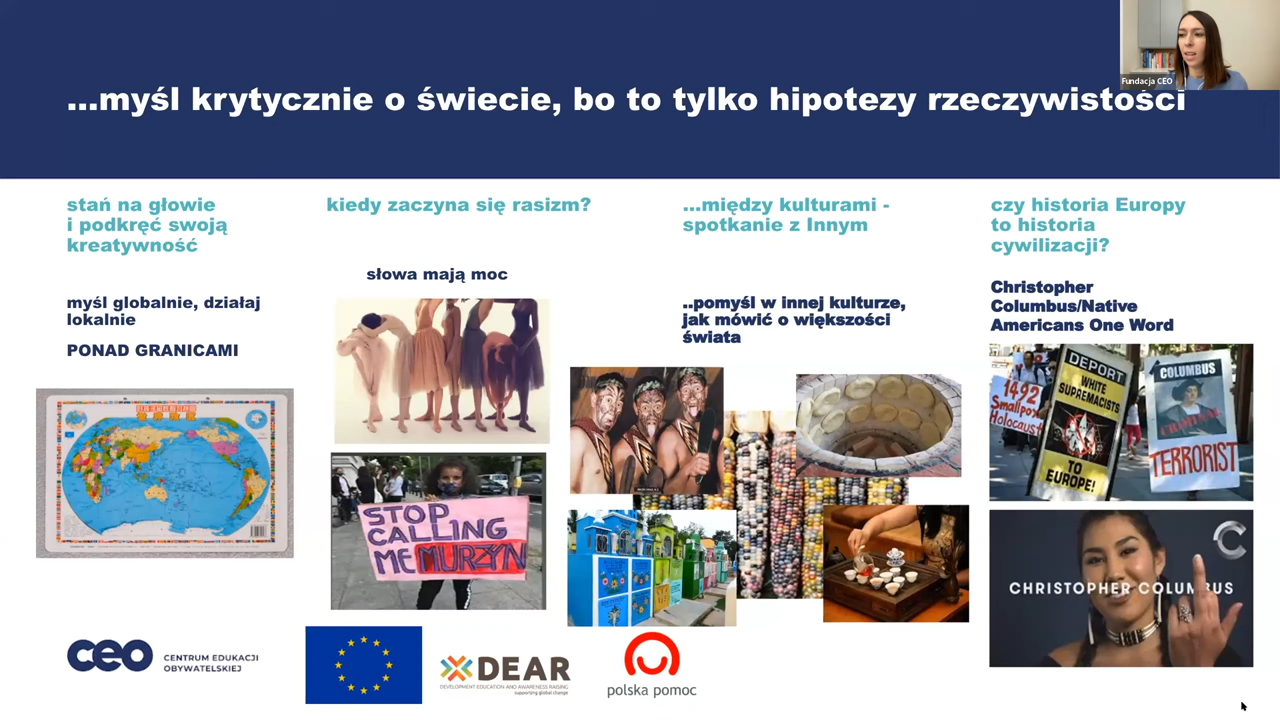 Fundacja CEO
...myśl krytycznie o świecie, bo to tylko hipotezy rzeczywistości
stań na głowie
i podkręć swoją
kreatywność
myśl globalnie, działaj
lokalnie
PONAD GRANICAMI
kiedy zaczyna się rasizm?
słowa mają moc
STOP
CALLING
ME MURZYN
...między kulturami -
spotkanie z Innym
..pomyśl w innej kulturze,
jak mówić o większości
świata
czy historia Europy
to historia
cywilizacji?
Christopher
Columbus/Native
Americans One Word
1492
Smallpox
Holocaust
DEPORT
WHITE
SUPREMACISTS
TO
EUROPE!
COLUMBUS
CRIMINAL
TERRORIST
CHRISTOPHER COLUMBUS
ceo
CENTRUM EDUKACJI
OBYWATELSKIEJ
DEAR
DEVELOPMENT EDUCATION AND AWARENESS RAISING
supporting global change
polska pomoc